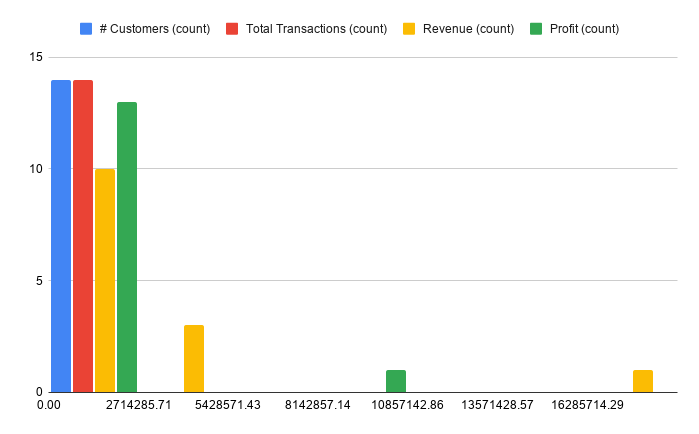 # Customers (count) Total Transactions (count) Revenue (count) Profit (count)
15
10
5
0
0.00 2714285.71 5428571.43 8142857.14 10857142.86 13571428.57 16285714.29